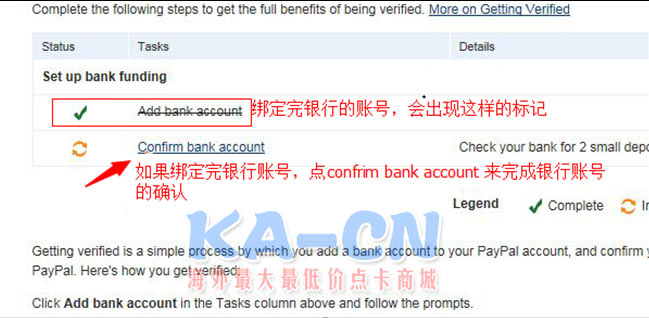 Complete the following steps to get the full benefits of being verified. More on Getting Verified
Status Tasks Details
Set up bank funding
Add bank account 绑定完银行的账号，会出现这样的标记
Confirm bank account Check your bank for 2 small depo
如果绑定完银行账号，点confrim bank account 来完成银行账号
的确认
Legend Complete In
KA-CN
Getting verified is a simple process by which you add a bank account to your PayPal account, and confirm y
PayPal. Here's how you get verified:
海外最大最低价点卡商城
Click Add bank account in the Tasks column above and follow the prompts.